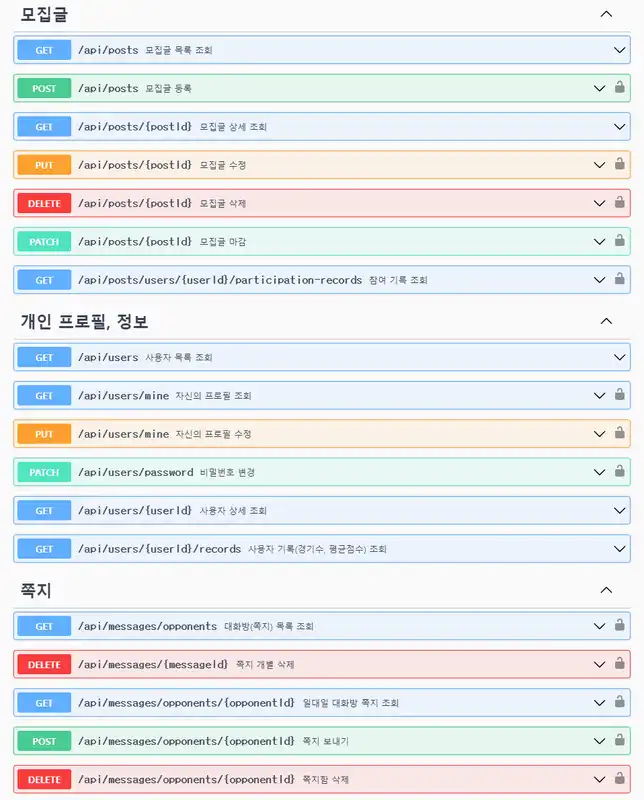 모집글
GET /api/posts 모집글 목록 조회
POST /api/posts 모집글 등록
GET /api/posts/{postId} 모집글 상세 조회
PUT /api/posts/{postId} 모집글 수정
DELETE /api/posts/{postId} 모집글 삭제
PATCH /api/posts/{postId} 모집글 마감
GET /api/posts/users/{userId}/participation-records 참여 기록 조회
개인 프로필, 정보
GET /api/users 사용자 목록 조회
GET /api/users/mine 자신의 프로필 조회
PUT /api/users/mine 자신의 프로필 수정
PATCH /api/users/password 비밀번호 변경
GET /api/users/{userId} 사용자 상세 조회
GET /api/users/{userId}/records 사용자 기록(경기수, 평균점수) 조회
쪽지
GET /api/messages/opponents 대화방(쪽지) 목록 조회
DELETE /api/messages/{messageId} 쪽지 개별 삭제
GET /api/messages/opponents/{opponentId} 일대일 대화방 쪽지 조회
POST /api/messages/opponents/{opponentId} 쪽지 보내기
DELETE /api/messages/opponents/{opponentId} 쪽지함 삭제